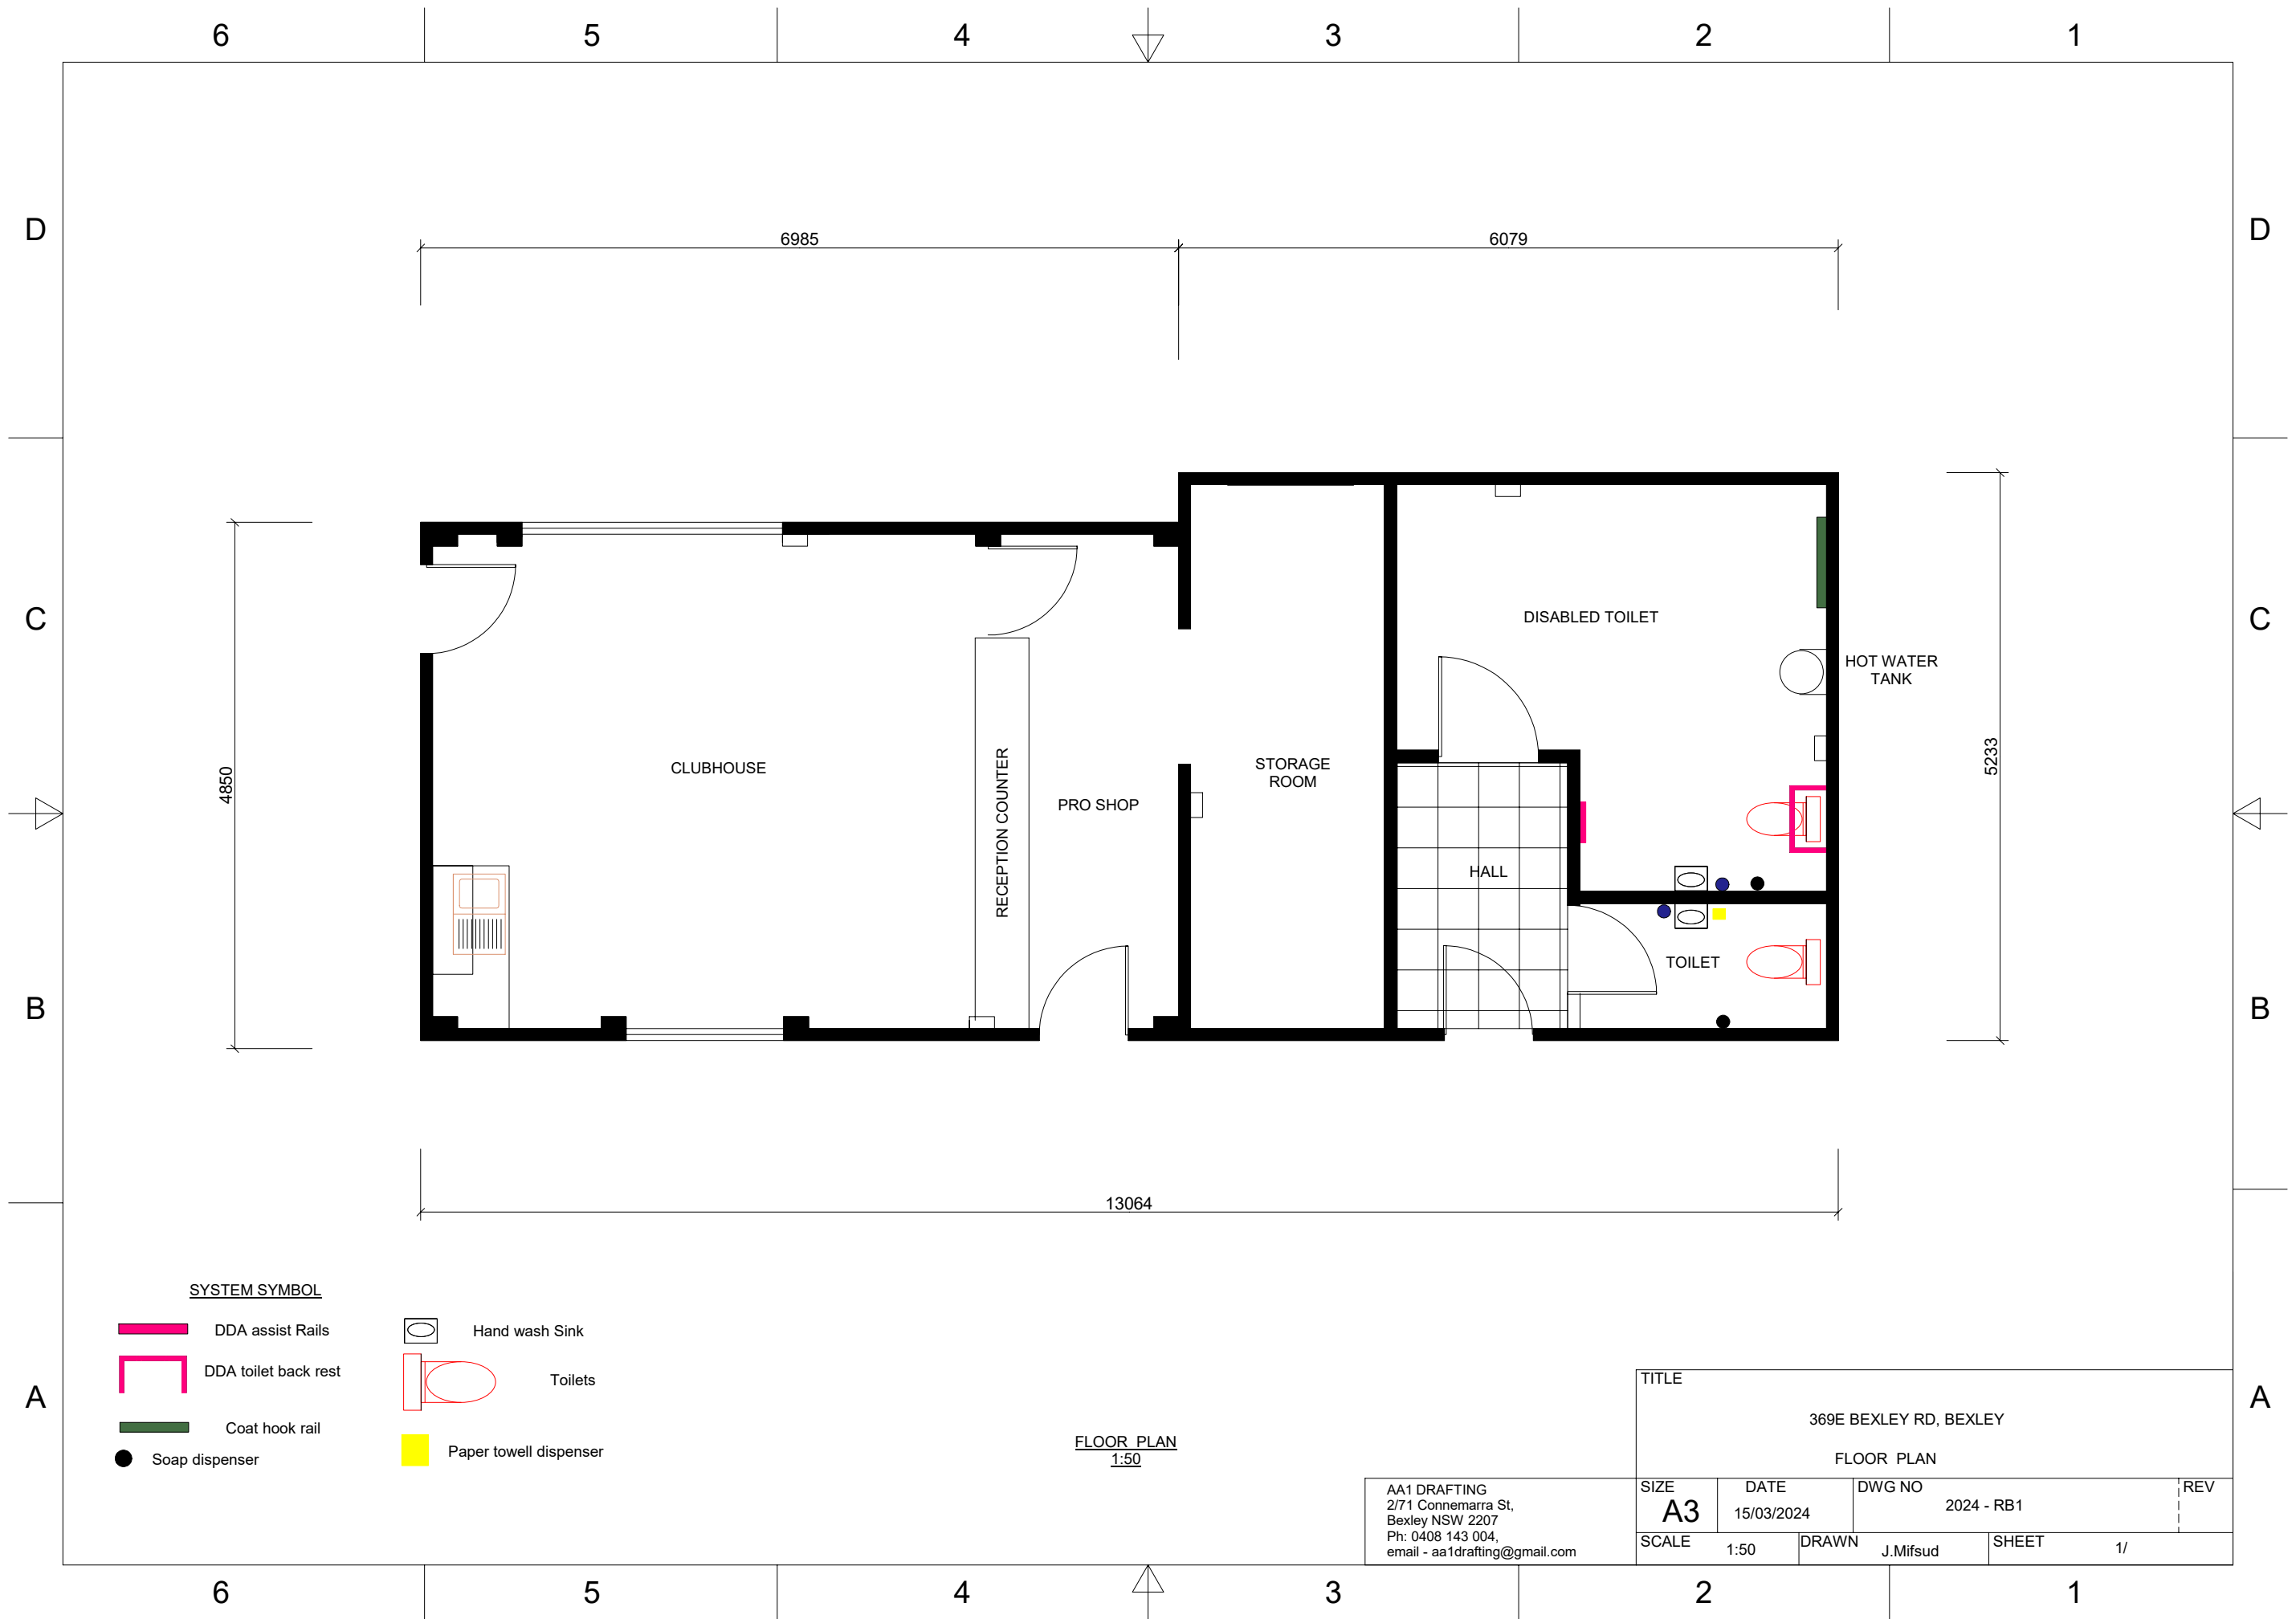 6 5 4 3 2 1
D D
6985 6079
C C
DISABLED TOILET
HOT WATER
TANK
4850
CLUBHOUSE
RECEPTION COUNTER
PRO SHOP
STORAGE
ROOM
5233
HALL
TOILET
B B
13064
SYSTEM SYMBOL
DDA assist Rails
Hand wash Sink
DDA toilet back rest
Toilets
Coat hook rail
Soap dispenser
Paper towell dispenser
A A
FLOOR PLAN
1:50
TITLE
369E BEXLEY RD, BEXLEY
FLOOR PLAN
AA1 DRAFTING
2/71 Connemarra St,
Bexley NSW 2207
Ph: 0408 143 004,
email - aa1drafting@gmail.com
SIZE DATE DWG NO REV
A3 15/03/2024 2024 - RB1
SCALE 1:50 DRAWN J.Mifsud SHEET 1/
6 5 4 3 2 1